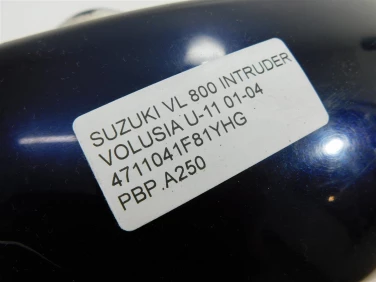 SUZUKI VL 800 INTRUDER
VOLUSIA U-11 01-04
4711041F81YHG
PBP .A250